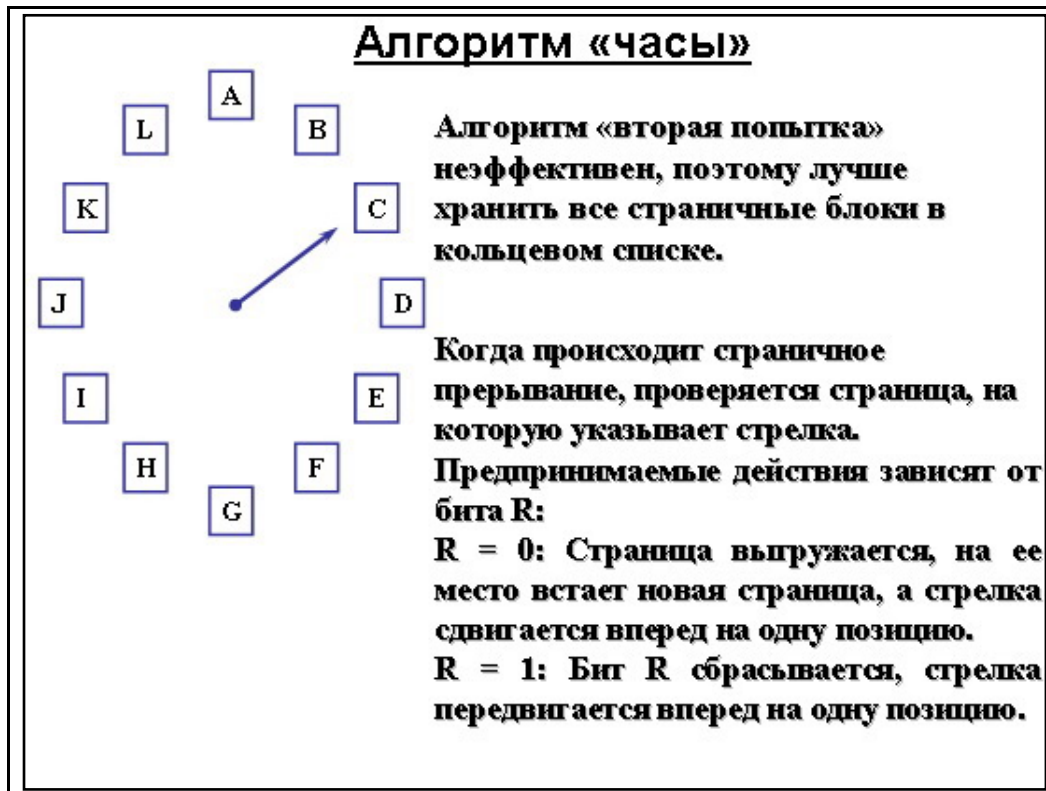 Алгоритм «часы»
A
L
B
K
C
J
D
I
E
H
F
G
Алгоритм «вторая попытка»
неэффективен, поэтому лучше
хранить все страничные блоки в
кольцевом списке.
Когда происходит страничное
прерывание, проверяется страница, на
которую указывает стрелка.
Предпринимаемые действия зависят от
бита R:
R = 0: Страница выгружается, на ее
место встает новая страница, а стрелка
сдвигается вперед на одну позицию.
R = 1: Бит R сбрасывается, стрелка
передвигается вперед на одну позицию.